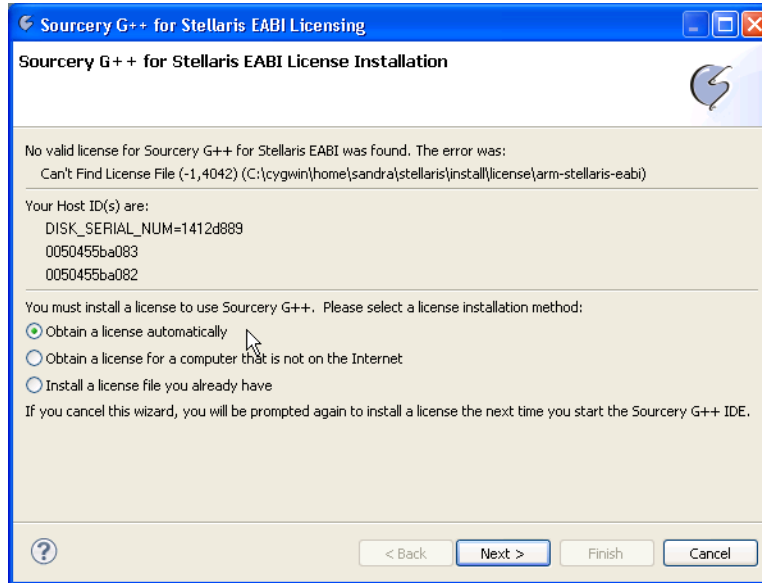 Sourcery G++ for Stellaris EABI Licensing
Sourcery G++ for Stellaris EABI License Installation
No valid license for Sourcery G++ for Stellaris EABI was found. The error was:
Can't Find License File (-1,4042) (C:\cygwin\home\sandra\stellaris\install\license\arm-stellaris-eabi)
Your Host ID(s) are:
DISK_SERIAL_NUM=1412d889
0050455ba083
0050455ba082
You must install a license to use Sourcery G++. Please select a license installation method:
Obtain a license automatically
Obtain a license for a computer that is not on the Internet
Install a license file you already have
If you cancel this wizard, you will be prompted again to install a license the next time you start the Sourcery G++ IDE.
< Back Next > Finish Cancel